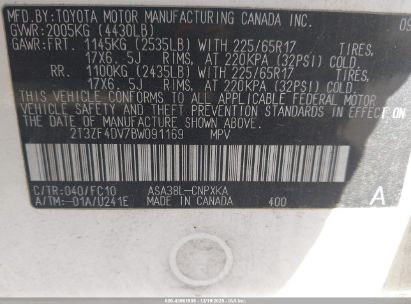 MFD.BY:TOYOTA MOTOR MANUFACTURING CANADA INC.
GVWR:2005KG (4430LB)
GAWR:FRT. 1145KG (2535LB) WITH 225/65R17 TIRES,
17X6. 5J RIMS, AT 220KPA (32PSI) COLD
RR. 1100KG (2435LB) WITH 225/65R17 TIRES,
17X6. 5J RIMS, AT 220KPA (32PSI) COLD
THIS VEHICLE CONFORMS TO ALL APPLICABLE FEDERAL MOTOR
VEHICLE SAFETY AND THEFT PREVENTION STANDARDS IN EFFECT
ON THE DATE OF MANUFACTURE SHOWN ABOVE.
2T3ZF4DV7BW091169 MPV
C/TR:040/FC10 ASA38L-CNPXKA
A/TM:-01A/U241E MADE IN CANADA 400 A